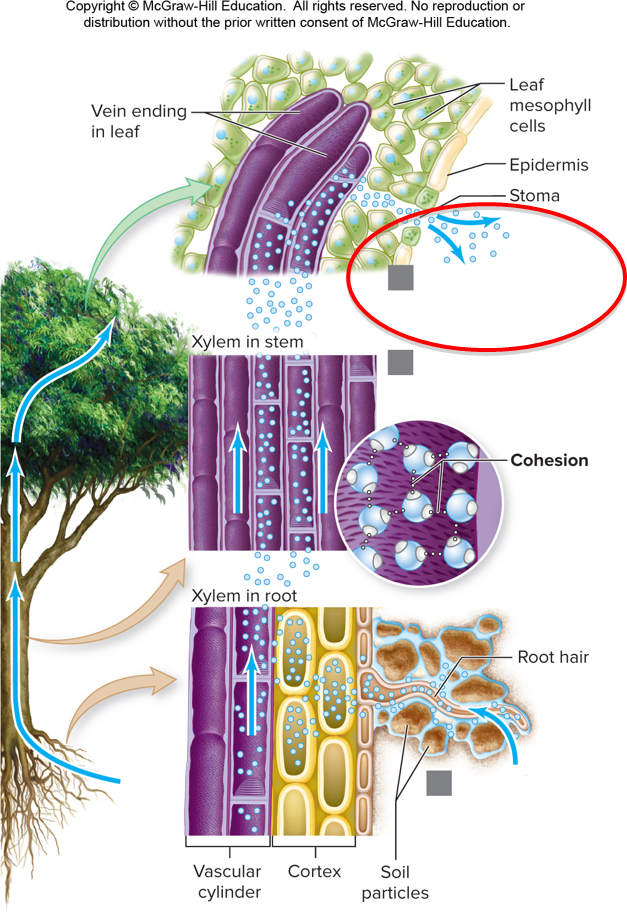 Copyright © McGraw-Hill Education.  All rights reserved. No reproduction or
distribution without the prior written consent of McGraw-Hill Education.
Vein ending
in leaf
Leaf
mesophyll
cells
Epidermis
Stoma
Xylem in stem
Cohesion
Xylem in root
Root hair
Vascular
cylinder
Cortex
Soil
particles